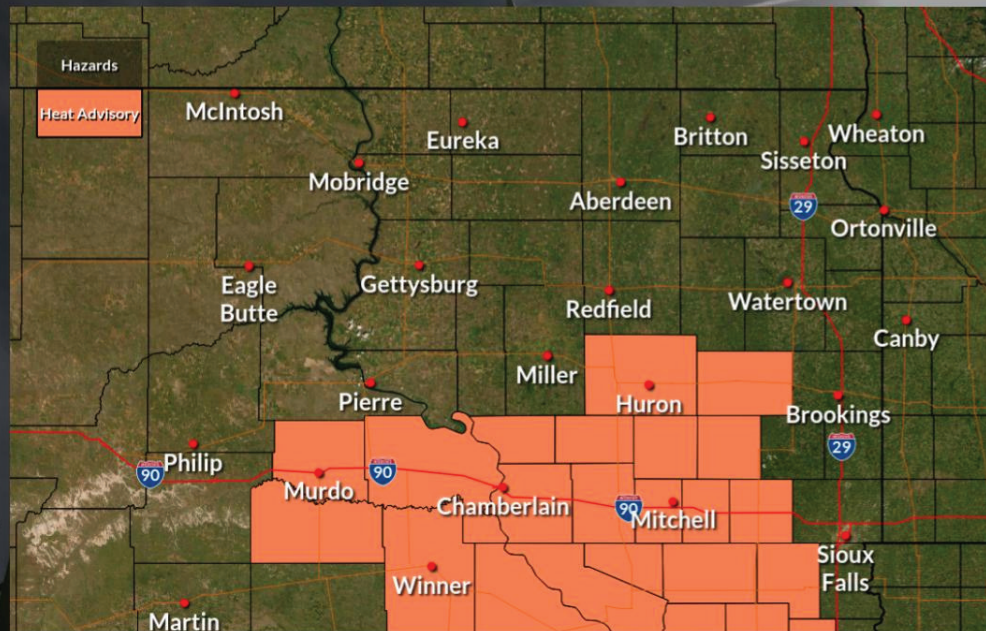 Hazards
Heat Advisory
McIntosh
Eureka
Britton
Wheaton
Sisseton
Mobridge
Aberdeen
29
Ortonville
Eagle
Butte
Gettysburg
Redfield
Watertown
Canby
Miller
Pierre
Huron
Brookings
29
Philip
90
90
Murdo
Chamberlain
90
Mitchell
Sioux
Falls
Winner
Martin